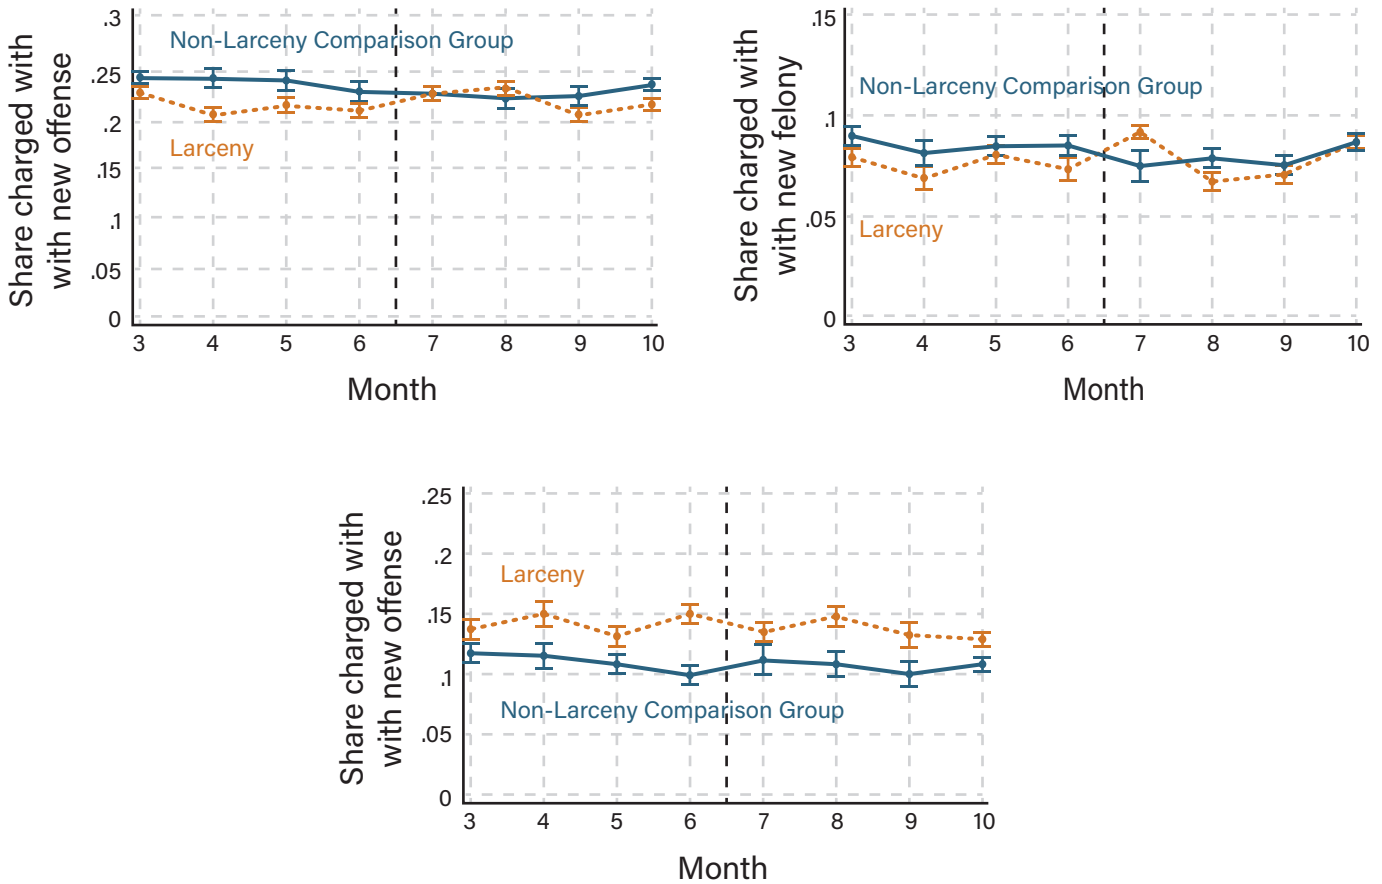 Share charged with
with new offense
.3
.25
.2
.15
.1
.05
0
Non-Larceny Comparison Group
Larceny
3 4 5 6 7 8 9 10
Month
Share charged with
with new felony
.15
.1
.05
0
Non-Larceny Comparison Group
Larceny
3 4 5 6 7 8 9 10
Month
Share charged with
with new offense
.25
.2
.15
.1
.05
0
Larceny
Non-Larceny Comparison Group
3 4 5 6 7 8 9 10
Month